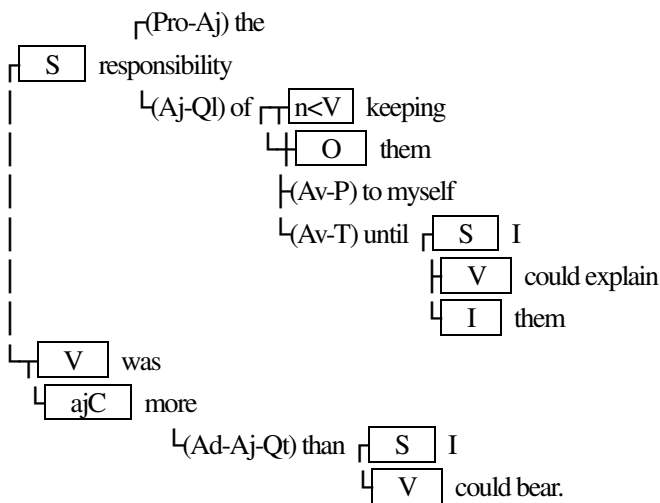 (Pro-Aj) the
S responsibility
(Aj-Ql) of n<V keeping
O them
(Av-P) to myself
(Av-T) until S I
V could explain
I them
V was
ajC more
(Ad-Aj-Qt) than S I
V could bear.